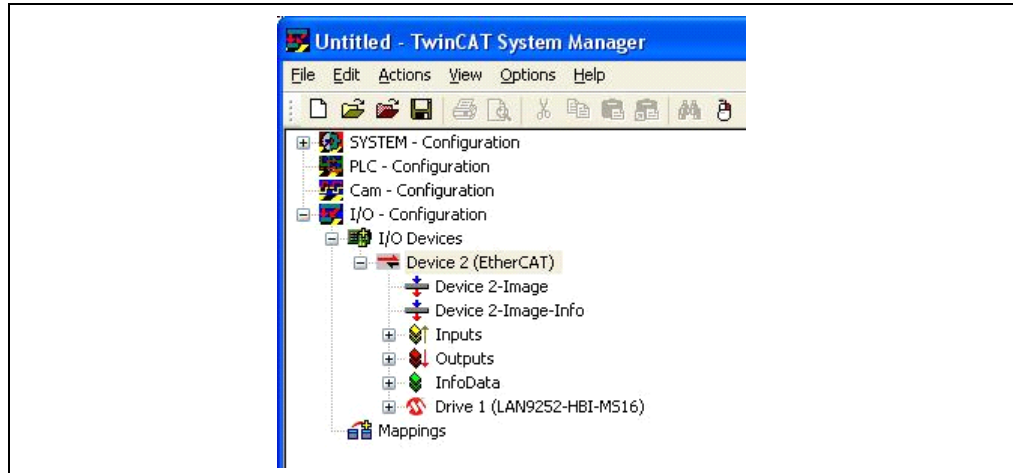 Untitled - TwinCAT System Manager
File Edit Actions View Options Help
SYSTEM - Configuration
PLC - Configuration
Cam - Configuration
I/O - Configuration
I/O Devices
Device 2 (EtherCAT)
Device 2-Image
Device 2-Image-Info
Inputs
Outputs
InfoData
Drive 1 (LAN9252-HBI-MS16)
Mappings